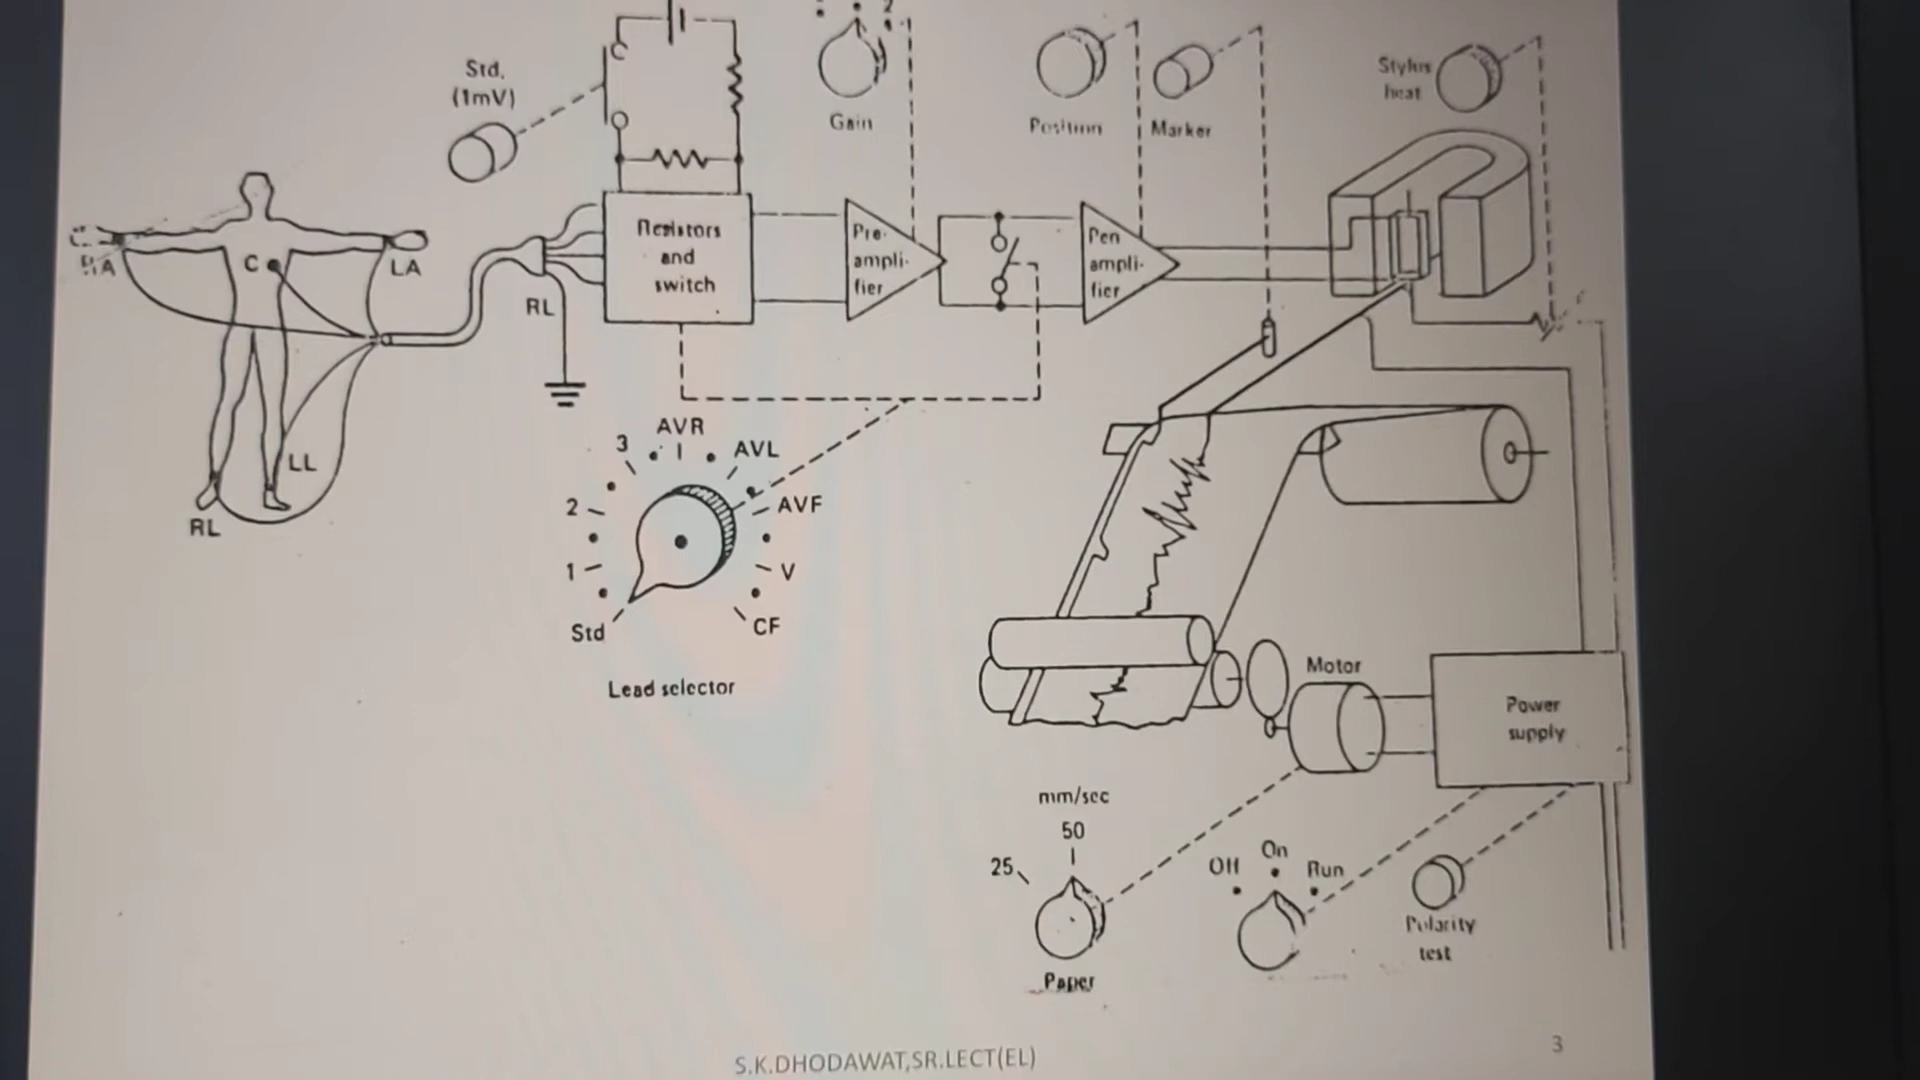 2
Std.
(1mV)
Gain
Position
Marker
Stylus
heat
RA
C
LA
RL
LL
RL
Resistors
and
switch
Pre-
ampli-
fier
Pen
ampli-
fier
AVR
3
AVL
2
AVF
1
V
Std
CF
Lead selector
Motor
Power
supply
mm/sec
50
25
Paper
Off
On
Run
Polarity
test
S.K.DHODAWAT,SR.LECT(EL)
3